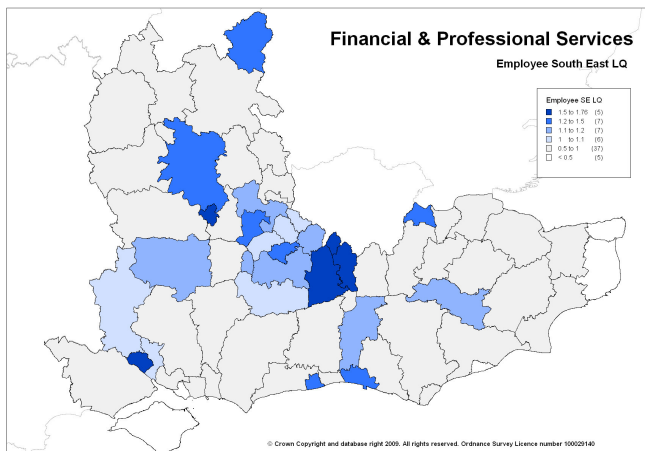 Financial & Professional Services
Employee South East LQ
Employee SE LQ
1.5 to 1.76 (5)
1.2 to 1.5 (7)
1.1 to 1.2 (7)
1 to 1.1 (6)
0.5 to 1 (37)
< 0.5 (5)
© Crown Copyright and database right 2009. All rights reserved. Ordnance Survey Licence number 100029140